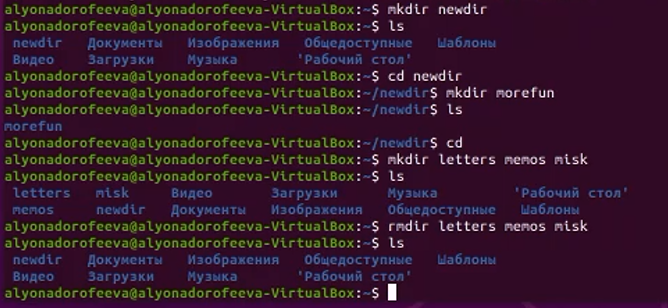 alyonadorofeeva@alyonadorofeeva-VirtualBox:~$ mkdir newdir
alyonadorofeeva@alyonadorofeeva-VirtualBox:~$ ls
newdir Документы Изображения Общедоступные Шаблоны
Видео Загрузки Музыка 'Рабочий стол'
alyonadorofeeva@alyonadorofeeva-VirtualBox:~$ cd newdir
alyonadorofeeva@alyonadorofeeva-VirtualBox:~/newdir$ mkdir morefun
alyonadorofeeva@alyonadorofeeva-VirtualBox:~/newdir$ ls
morefun
alyonadorofeeva@alyonadorofeeva-VirtualBox:~/newdir$ cd
alyonadorofeeva@alyonadorofeeva-VirtualBox:~$ mkdir letters memos misk
alyonadorofeeva@alyonadorofeeva-VirtualBox:~$ ls
letters misk Видео Загрузки Музыка 'Рабочий стол'
memos newdir Документы Изображения Общедоступные Шаблоны
alyonadorofeeva@alyonadorofeeva-VirtualBox:~$ rmdir letters memos misk
alyonadorofeeva@alyonadorofeeva-VirtualBox:~$ ls
newdir Документы Изображения Общедоступные Шаблоны
Видео Загрузки Музыка 'Рабочий стол'
alyonadorofeeva@alyonadorofeeva-VirtualBox:~$